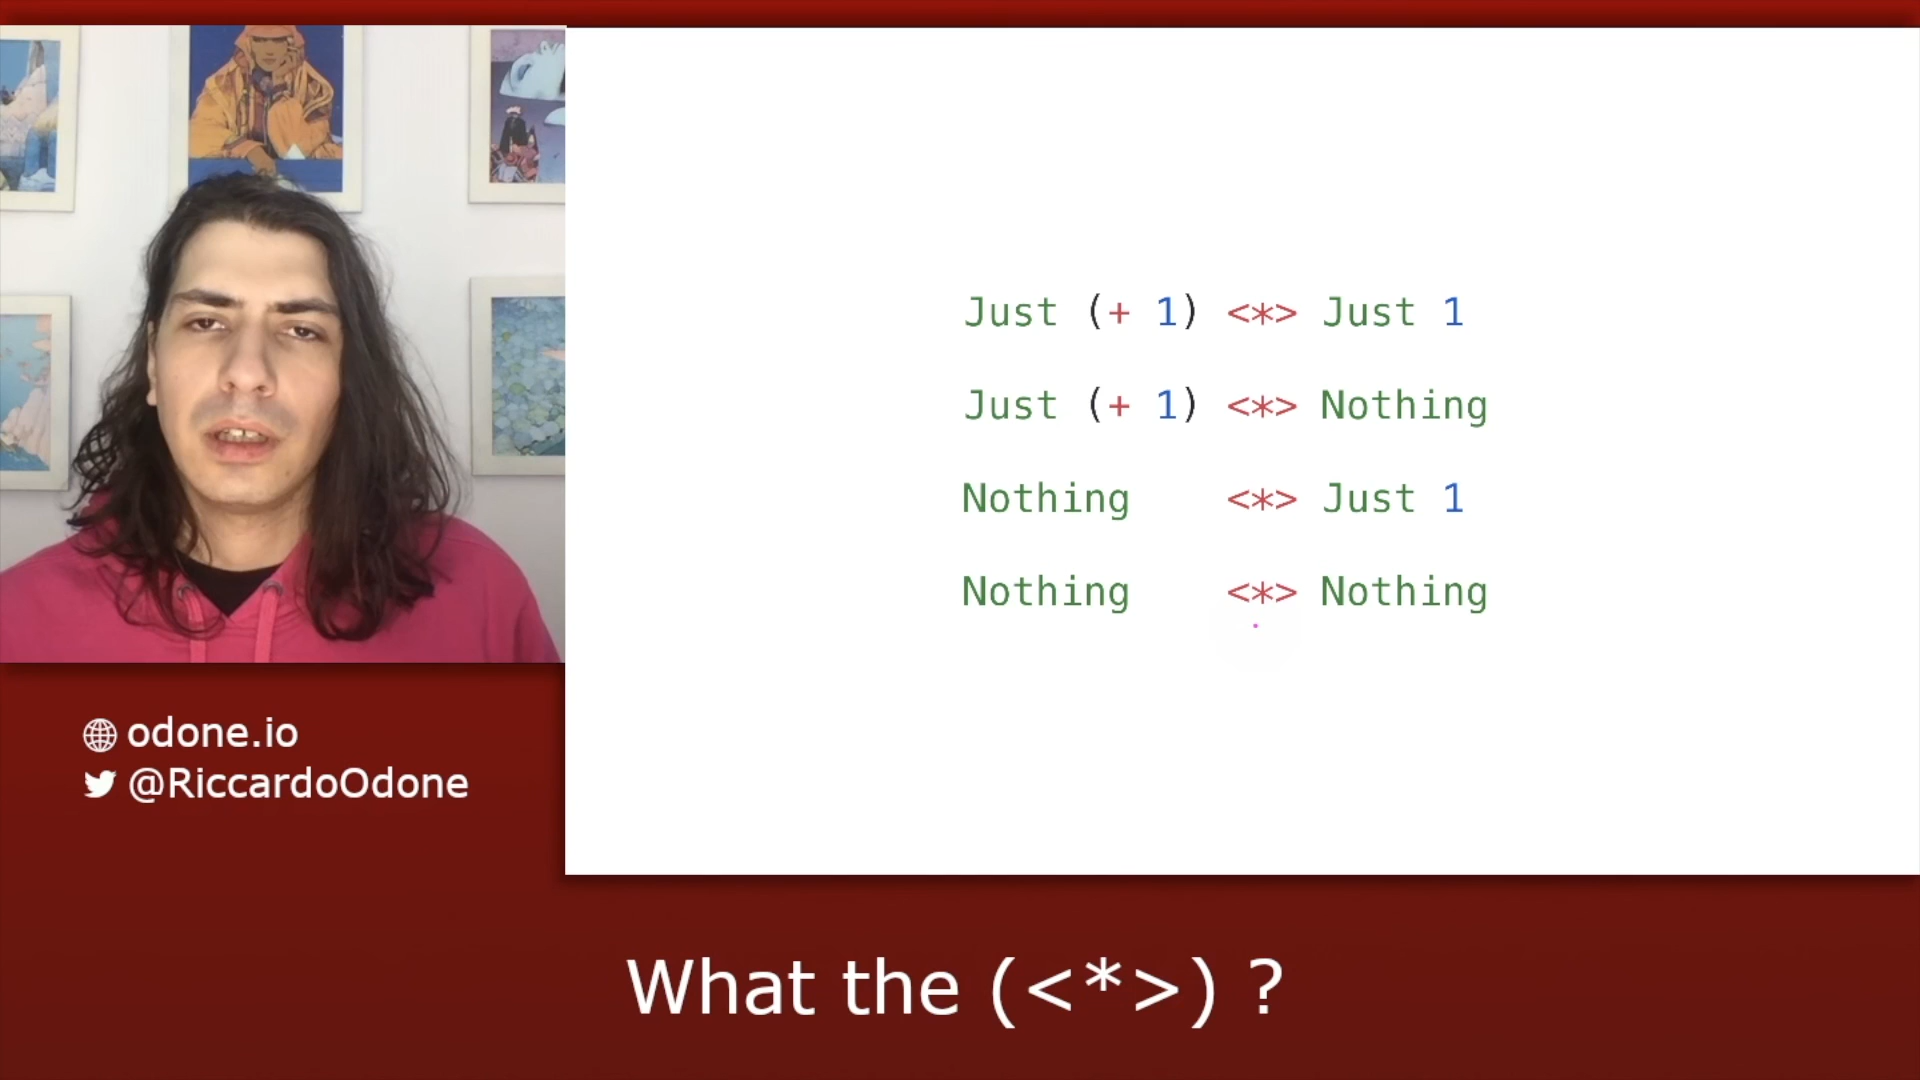 Just (+ 1) <*> Just 1
Just (+ 1) <*> Nothing
Nothing    <*> Just 1
Nothing    <*> Nothing
odone.io
@RiccardoOdone
What the (<*>) ?